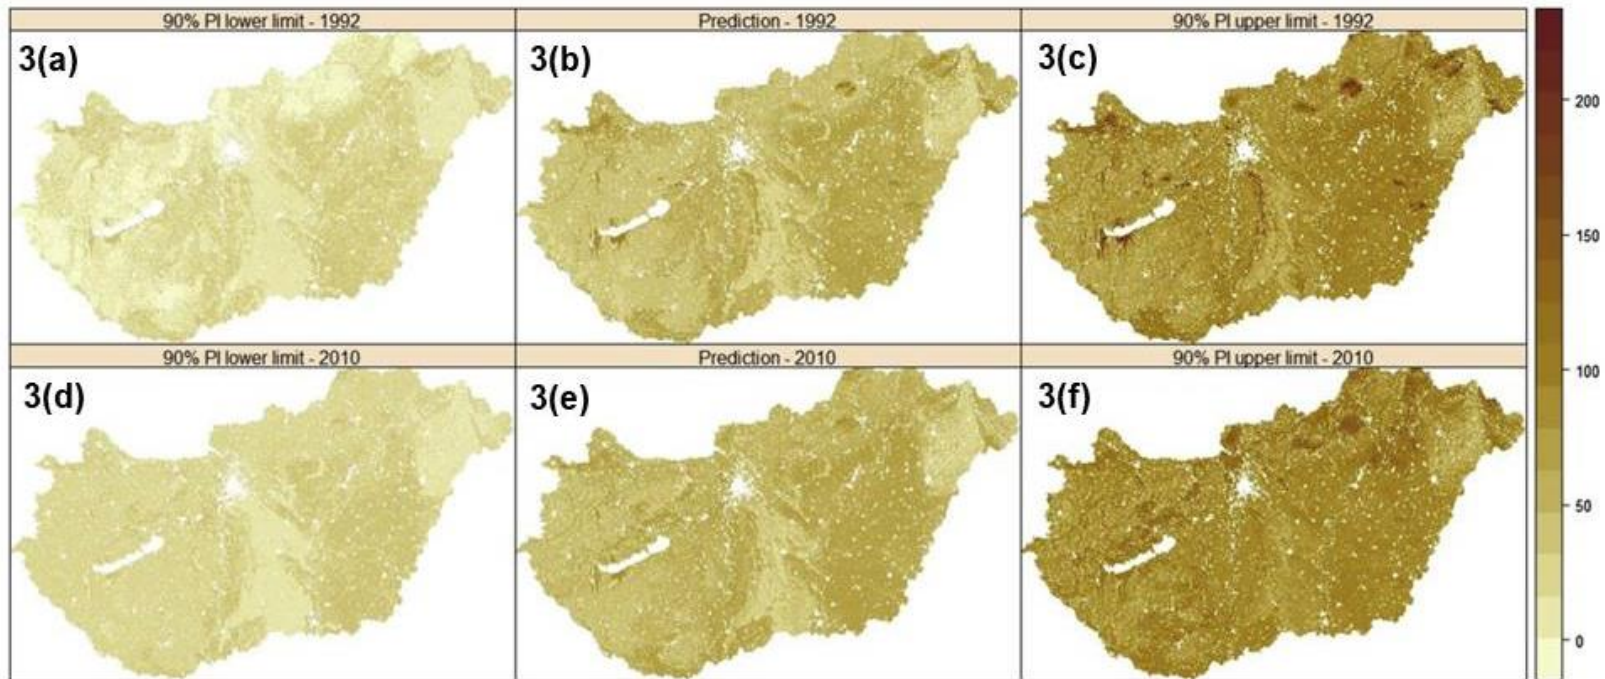 90% PI lower limit - 1992
Prediction - 1992
90% PI upper limit - 1992
3(a)
3(b)
3(c)
90% PI lower limit - 2010
Prediction - 2010
90% PI upper limit - 2010
3(d)
3(e)
3(f)
200
150
100
50
0